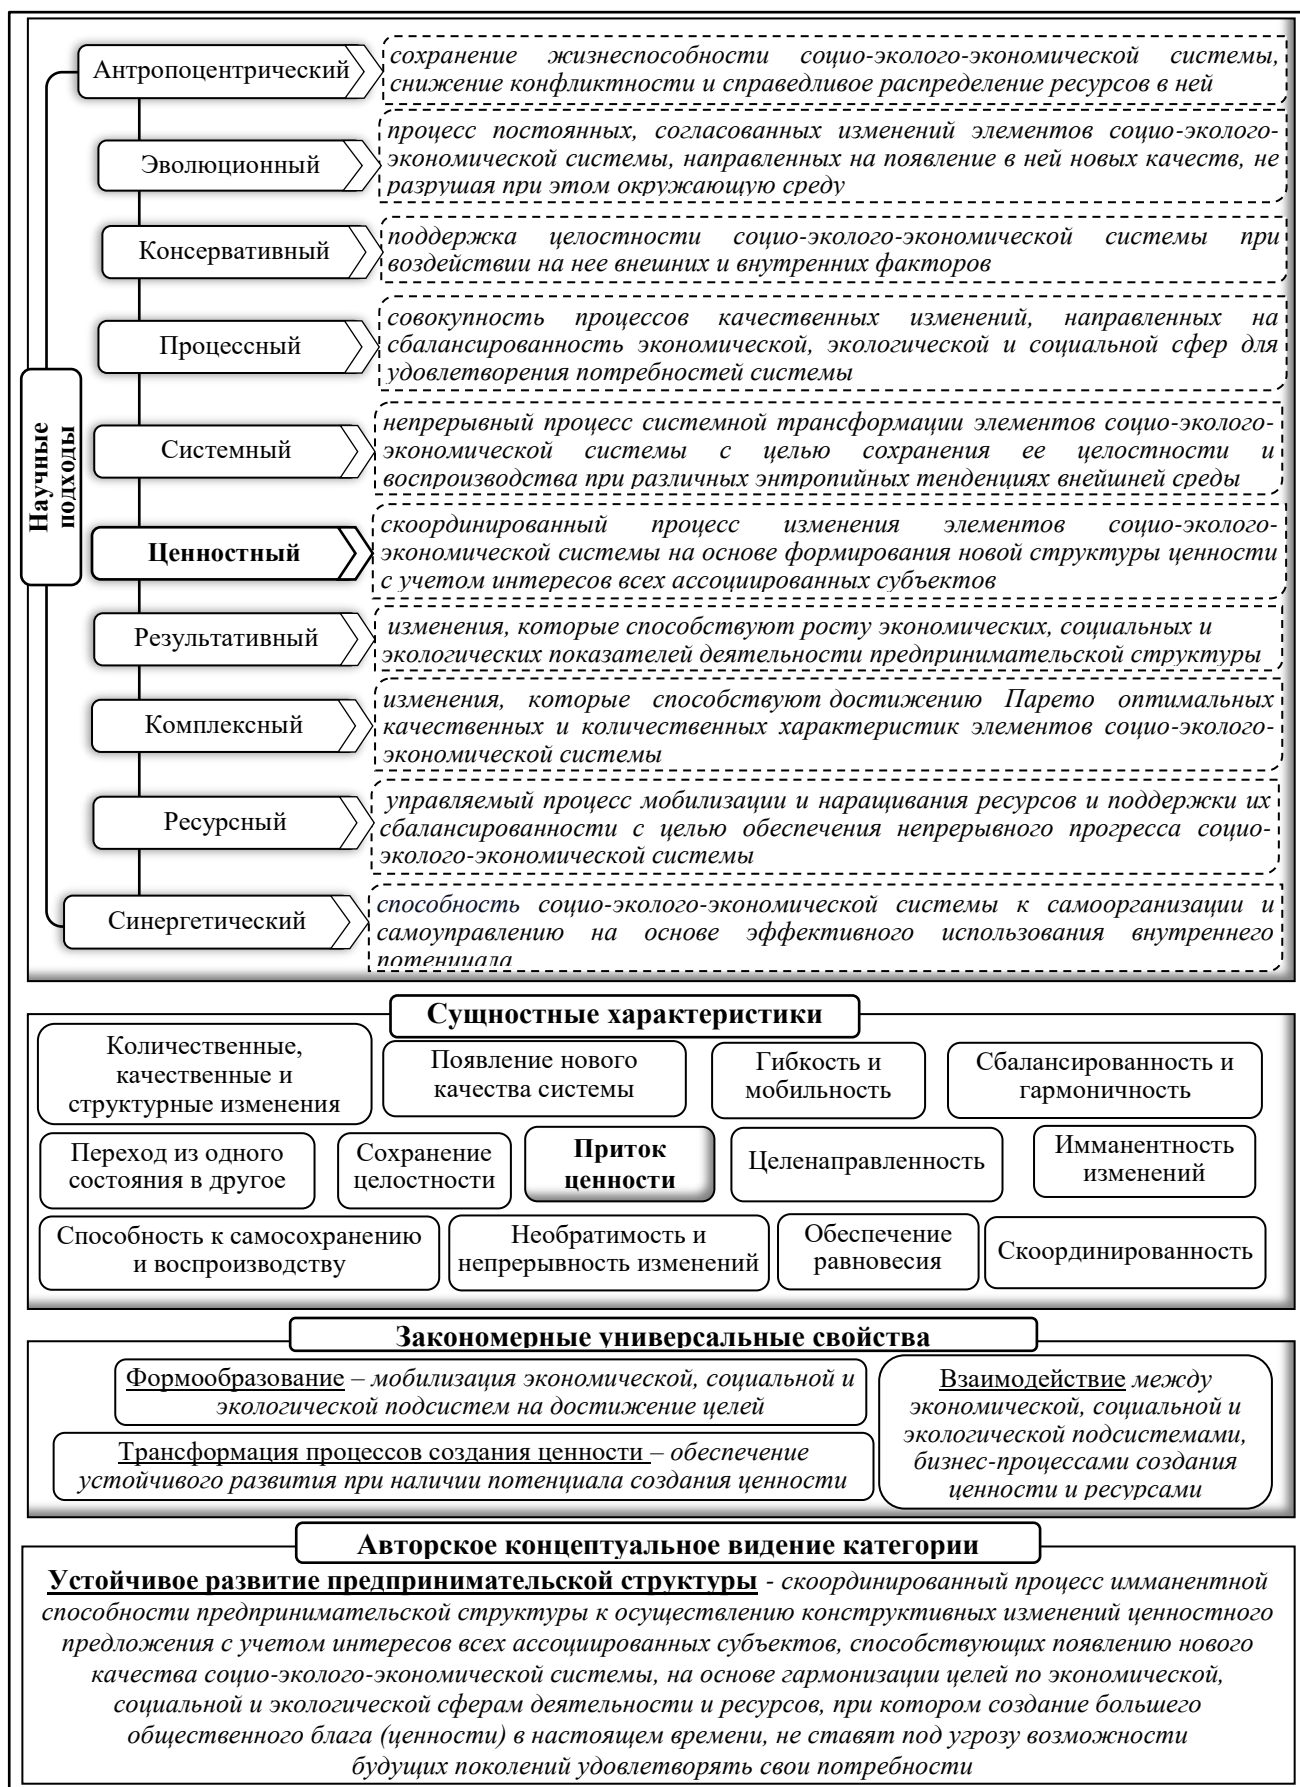 Научные
подходы
Антропоцентрический
сохранение жизнеспособности социо-эколого-экономической системы,
снижение конфликтности и справедливое распределение ресурсов в ней
Эволюционный
процесс постоянных, согласованных изменений элементов социо-эколого-
экономической системы, направленных на появление в ней новых качеств, не
разрушая при этом окружающую среду
Консервативный
поддержка целостности социо-эколого-экономической системы при
воздействии на нее внешних и внутренних факторов
Процессный
совокупность процессов качественных изменений, направленных на
сбалансированность экономической, экологической и социальной сфер для
удовлетворения потребностей системы
Системный
непрерывный процесс системной трансформации элементов социо-эколого-
экономической системы с целью сохранения ее целостности и
воспроизводства при различных энтропийных тенденциях внейшней среды
Ценностный
скоординированный процесс изменения элементов социо-эколого-
экономической системы на основе формирования новой структуры ценности
с учетом интересов всех ассоциированных субъектов
Результативный
изменения, которые способствуют росту экономических, социальных и
экологических показателей деятельности предпринимательской структуры
Комплексный
изменения, которые способствуют достижению Парето оптимальных
качественных и количественных характеристик элементов социо-эколого-
экономической системы
Ресурсный
управляемый процесс мобилизации и наращивания ресурсов и поддержки их
сбалансированности с целью обеспечения непрерывного прогресса социо-
эколого-экономической системы
Синергетический
способность социо-эколого-экономической системы к самоорганизации и
самоуправлению на основе эффективного использования внутреннего
потенциала
Сущностные характеристики
Количественные,
качественные и
структурные изменения
Появление нового
качества системы
Гибкость и
мобильность
Сбалансированность и
гармоничность
Переход из одного
состояния в другое
Сохранение
целостности
Приток
ценности
Целенаправленность
Имманентность
изменений
Способность к самосохранению
и воспроизводству
Необратимость и
непрерывность изменений
Обеспечение
равновесия
Скоординированность
Закономерные универсальные свойства
Формообразование – мобилизация экономической, социальной и
экологической подсистем на достижение целей
Трансформация процессов создания ценности – обеспечение
устойчивого развития при наличии потенциала создания ценности
Взаимодействие между
экономической, социальной и
экологической подсистемами,
бизнес-процессами создания
ценности и ресурсами
Авторское концептуальное видение категории
Устойчивое развитие предпринимательской структуры - скоординированный процесс имманентной
способности предпринимательской структуры к осуществлению конструктивных изменений ценностного
предложения с учетом интересов всех ассоциированных субъектов, способствующих появлению нового
качества социо-эколого-экономической системы, на основе гармонизации целей по экономической,
социальной и экологической сферам деятельности и ресурсов, при котором создание большего
общественного блага (ценности) в настоящем времени, не ставят под угрозу возможности
будущих поколений удовлетворять свои потребности